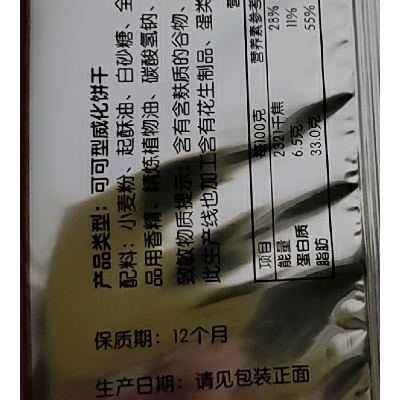 产品类型：可可型威化饼干
配料：小麦粉、起酥油、白砂糖、全
品用香精、精炼植物油、碳酸氢钠、
致敏物质提示：含有含麸质的谷物、
此生产线也加工含有花生制品、蛋类
项目 每100克 营养素参考
能量 2321千焦 28%
蛋白质 6.5克 11%
脂肪 33.0克 55%
保质期：12个月
生产日期：请见包装正面